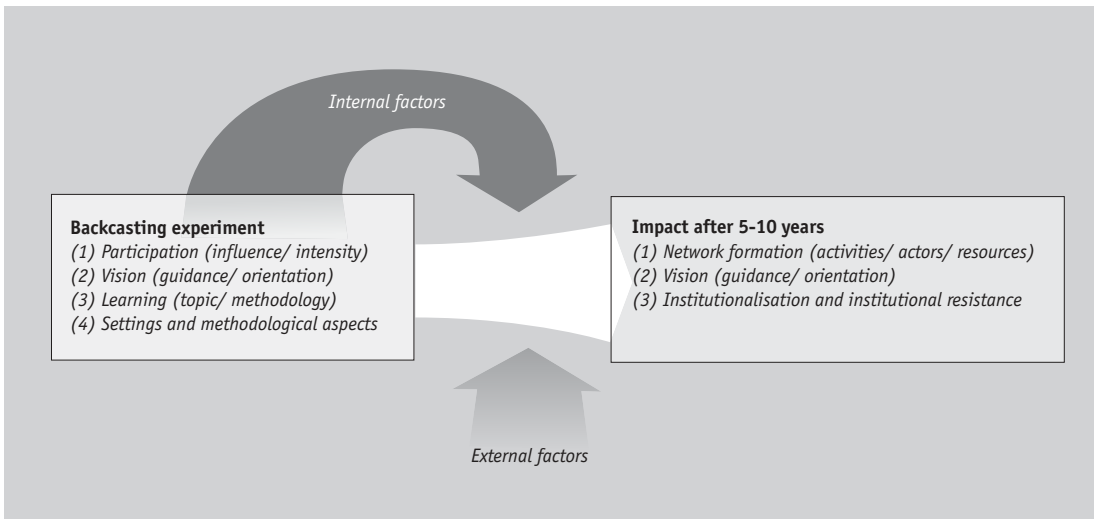 Internal factors
Backcasting experiment
(1) Participation (influence/ intensity)
(2) Vision (guidance/ orientation)
(3) Learning (topic/ methodology)
(4) Settings and methodological aspects
Impact after 5-10 years
(1) Network formation (activities/ actors/ resources)
(2) Vision (guidance/ orientation)
(3) Institutionalisation and institutional resistance
External factors